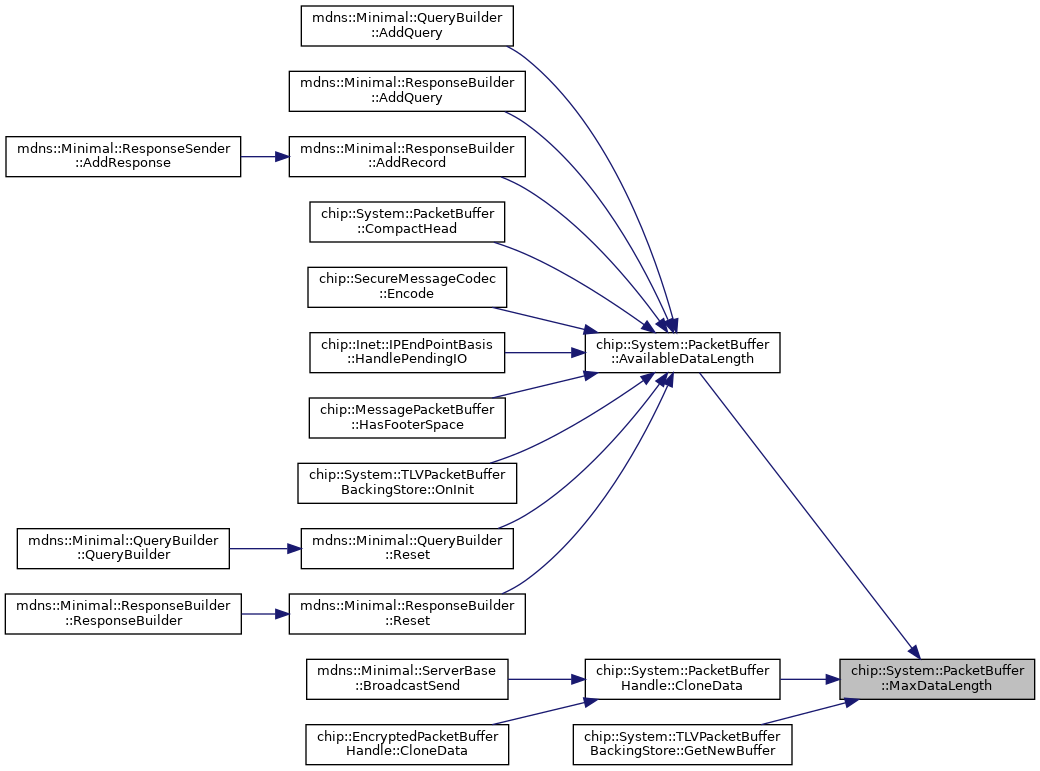 mdns::Minimal::QueryBuilder
::AddQuery
mdns::Minimal::ResponseBuilder
::AddQuery
mdns::Minimal::ResponseSender
::AddResponse
mdns::Minimal::ResponseBuilder
::AddRecord
chip::System::PacketBuffer
::CompactHead
chip::SecureMessageCodec
::Encode
chip::Inet::IPEndPointBasis
::HandlePendingIO
chip::System::PacketBuffer
::AvailableDataLength
chip::MessagePacketBuffer
::HasFooterSpace
chip::System::TLVPacketBuffer
BackingStore::OnInit
mdns::Minimal::QueryBuilder
::QueryBuilder
mdns::Minimal::QueryBuilder
::Reset
mdns::Minimal::ResponseBuilder
::ResponseBuilder
mdns::Minimal::ResponseBuilder
::Reset
mdns::Minimal::ServerBase
::BroadcastSend
chip::System::PacketBuffer
Handle::CloneData
chip::System::PacketBuffer
::MaxDataLength
chip::EncryptedPacketBuffer
Handle::CloneData
chip::System::TLVPacketBuffer
BackingStore::GetNewBuffer